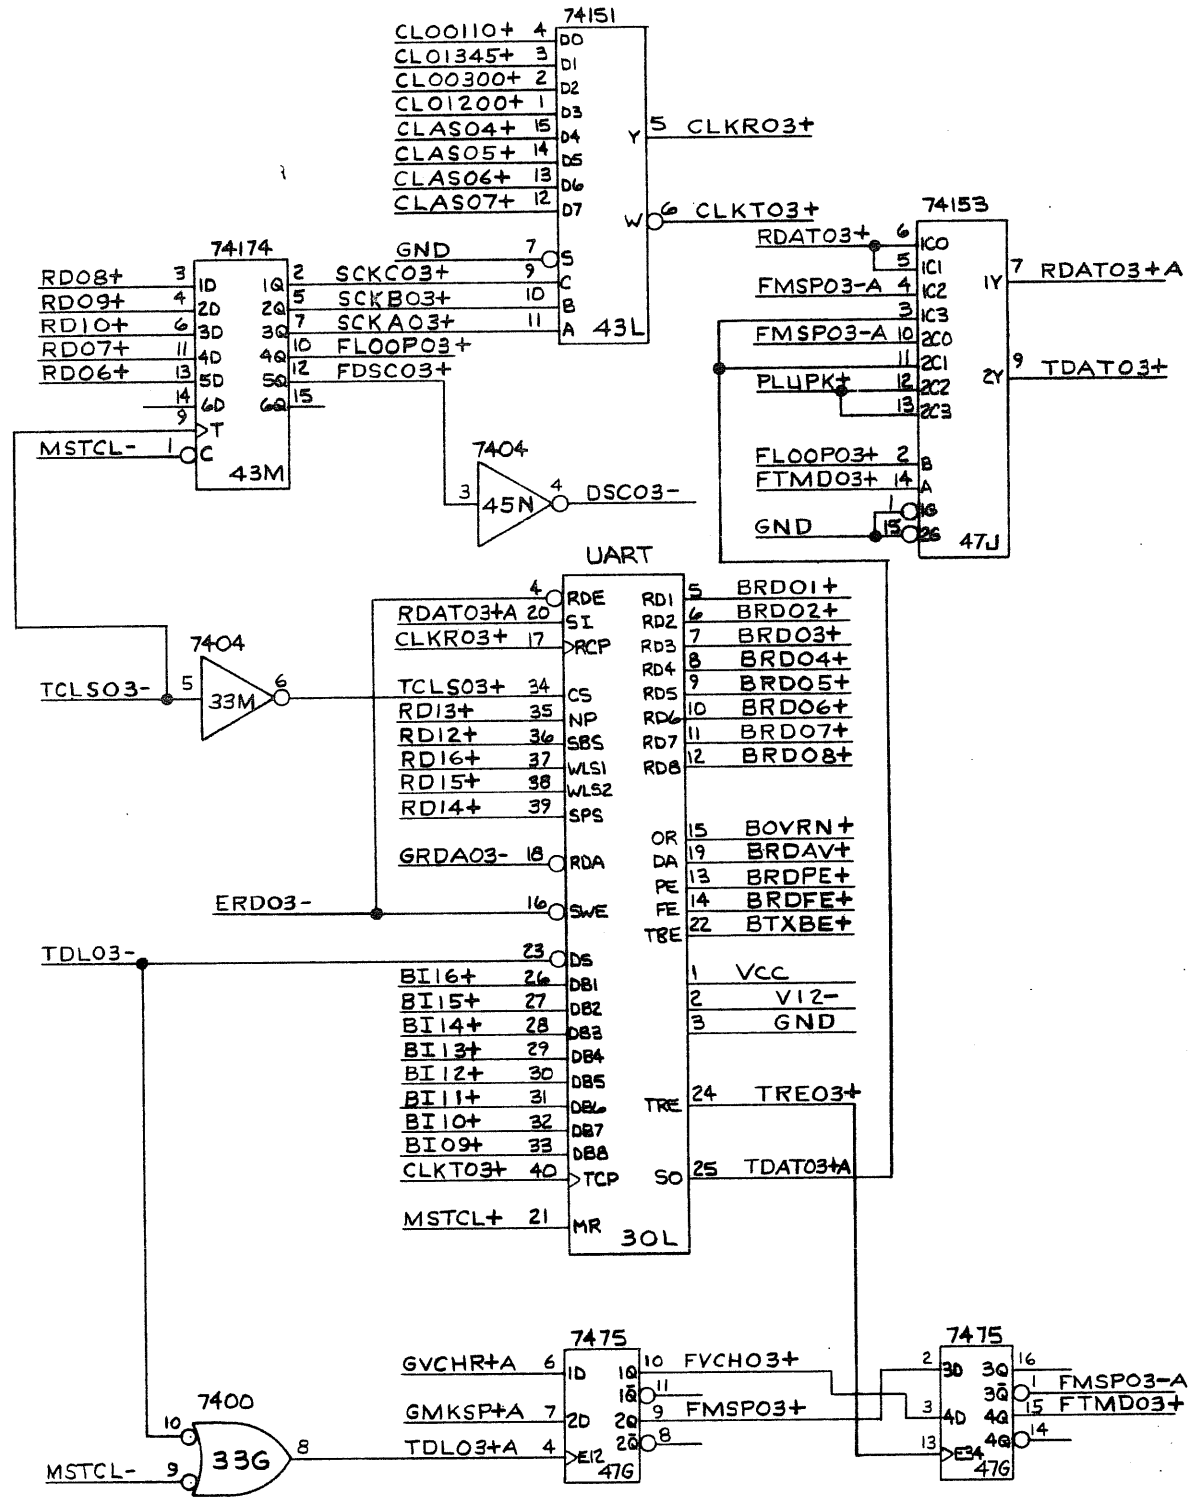 74151
CL00110+ 4 D0
CL01345+ 3 D1
CL00300+ 2 D2
CL01200+ 1 D3
CLAS04+ 15 D4
CLAS05+ 14 D5
CLAS06+ 13 D6
CLAS07+ 12 D7
Y 5 CLKR03+
W 6 CLKT03+
GND 7 S
9 C
10 B
11 A
43L
74174
RD08+ 3 1D 1Q 2 SCKC03+
RD09+ 4 2D 2Q 5 SCKB03+
RD10+ 6 3D 3Q 7 SCKA03+
RD07+ 11 4D 4Q 10 FLOOP03+
RD06+ 13 5D 5Q 12 FDSC03+
14 6D 6Q 15
9 T
MSTCL- 1 C
43M
7404
3 45N 4 DSC03-
74153
RDAT03+ 6 1C0
5 1C1
FMSP03-A 4 1C2
3 1C3
FMSP03-A 10 2C0
11 2C1
PLUPK+ 12 2C2
13 2C3
1Y 7 RDAT03+A
2Y 9 TDAT03+
FLOOP03+ 2 B
FTMD03+ 14 A
1 1G
GND 15 2G
47J
UART
4 RDE
RDAT03+A 20 SI
CLKR03+ 17 RCP
7404
TCLS03- 5 33M 6
TCLS03+ 34 CS
RD13+ 35 NP
RD12+ 36 SBS
RD16+ 37 WLS1
RD15+ 38 WLS2
RD14+ 39 SPS
GRDA03- 18 RDA
ERD03- 16 SWE
TDL03- 23 DS
BI16+ 26 DB1
BI15+ 27 DB2
BI14+ 28 DB3
BI13+ 29 DB4
BI12+ 30 DB5
BI11+ 31 DB6
BI10+ 32 DB7
BI09+ 33 DB8
CLKT03+ 40 TCP
MSTCL+ 21 MR
RD1 5 BRD01+
RD2 6 BRD02+
RD3 7 BRD03+
RD4 8 BRD04+
RD5 9 BRD05+
RD6 10 BRD06+
RD7 11 BRD07+
RD8 12 BRD08+
OR 15 BOVRN+
DA 19 BRDAV+
PE 13 BRDPE+
FE 14 BRDFE+
TBE 22 BTXBE+
1 VCC
2 V12-
3 GND
TRE 24 TRE03+
SO 25 TDAT03+A
30L
7400
10
MSTCL- 9 33G 8
7475
GVCHR+A 6 1D 1Q 10 FVCH03+
1Q 11
GMKSP+A 7 2D 2Q 9 FMSP03+
2Q 8
TDL03+A 4 E12
47G
7475
2 3D 3Q 16
3Q 1 FMSP03-A
3 4D 4Q 15 FTMD03+
4Q 14
13 E34
47G